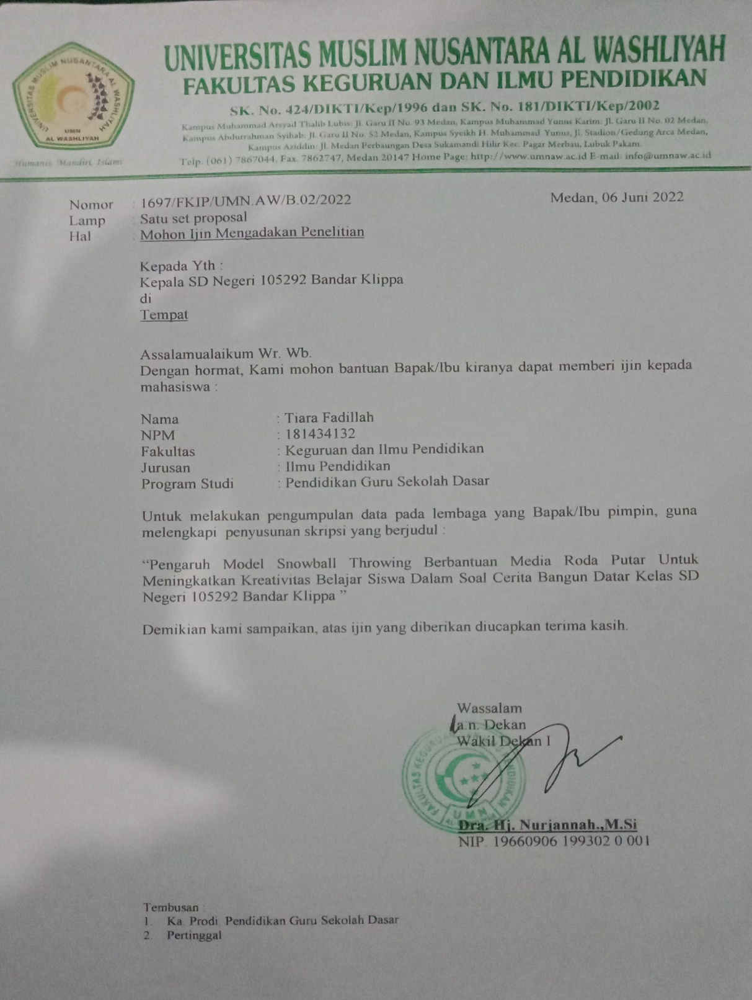 UNIVERSITAS MUSLIM NUSANTARA AL WASHLIYAH
UMN
AL WASHLIYAH
Humanis, Mandiri, Islami
UNIVERSITAS MUSLIM NUSANTARA AL WASHLIYAH
FAKULTAS KEGURUAN DAN ILMU PENDIDIKAN
SK. No. 424/DIKTI/Kep/1996 dan SK. No. 181/DIKTI/Kep/2002
Kampus Muhammad Arsyad Thalib Lubis: Jl. Garu II No. 93 Medan, Kampus Muhammad Yunus Karim: Jl. Garu II No. 02 Medan,
Kampus Abdurrahman Syihab: Jl. Garu II No. 52 Medan, Kampus Syeikh H. Muhammad Yunus, Jl. Stadion/Gedung Arca Medan,
Kampus Aziddin: Jl. Medan Perbaungan Desa Sukamandi Hilir Kec. Pagar Merbau, Lubuk Pakam.
Telp. (061) 7867044, Fax. 7862747, Medan 20147 Home Page: http://www.umnaw.ac.id E-mail: info@umnaw.ac.id
Nomor : 1697/FKIP/UMN.AW/B.02/2022 Medan, 06 Juni 2022
Lamp : Satu set proposal
Hal : Mohon Ijin Mengadakan Penelitian
Kepada Yth :
Kepala SD Negeri 105292 Bandar Klippa
di
Tempat
Assalamualaikum Wr. Wb.
Dengan hormat, Kami mohon bantuan Bapak/Ibu kiranya dapat memberi ijin kepada
mahasiswa :
Nama : Tiara Fadillah
NPM : 181434132
Fakultas : Keguruan dan Ilmu Pendidikan
Jurusan : Ilmu Pendidikan
Program Studi : Pendidikan Guru Sekolah Dasar
Untuk melakukan pengumpulan data pada lembaga yang Bapak/Ibu pimpin, guna
melengkapi penyusunan skripsi yang berjudul :
“Pengaruh Model Snowball Throwing Berbantuan Media Roda Putar Untuk
Meningkatkan Kreativitas Belajar Siswa Dalam Soal Cerita Bangun Datar Kelas SD
Negeri 105292 Bandar Klippa ”
Demikian kami sampaikan, atas ijin yang diberikan diucapkan terima kasih.
Wassalam
a.n. Dekan
Wakil Dekan I
FAKULTAS KEGURUAN PENDIDIKAN
UMN
Dra. Hj. Nurjannah.,M.Si
NIP. 19660906 199302 0 001
Tembusan :
1. Ka. Prodi. Pendidikan Guru Sekolah Dasar
2. Pertinggal